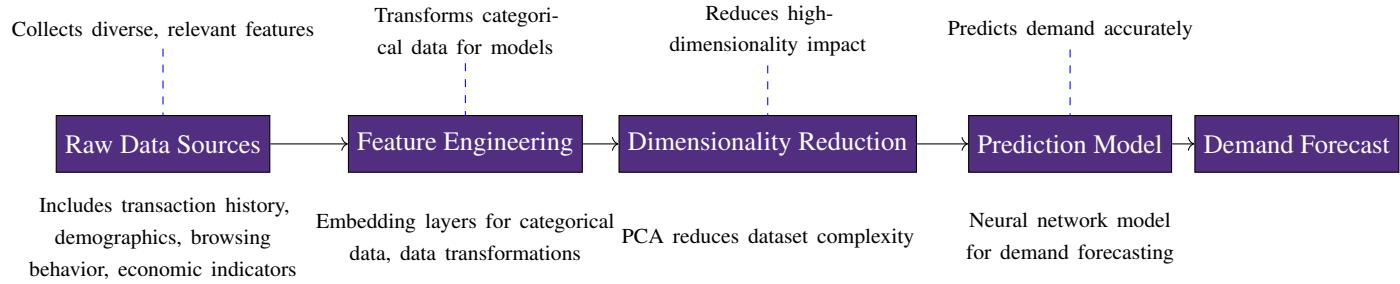 Collects diverse, relevant features
Transforms categori-
cal data for models
Reduces high-
dimensionality impact
Predicts demand accurately
Raw Data Sources
Feature Engineering
Dimensionality Reduction
Prediction Model
Demand Forecast
Includes transaction history,
demographics, browsing
behavior, economic indicators
Embedding layers for categorical
data, data transformations
PCA reduces dataset complexity
Neural network model
for demand forecasting